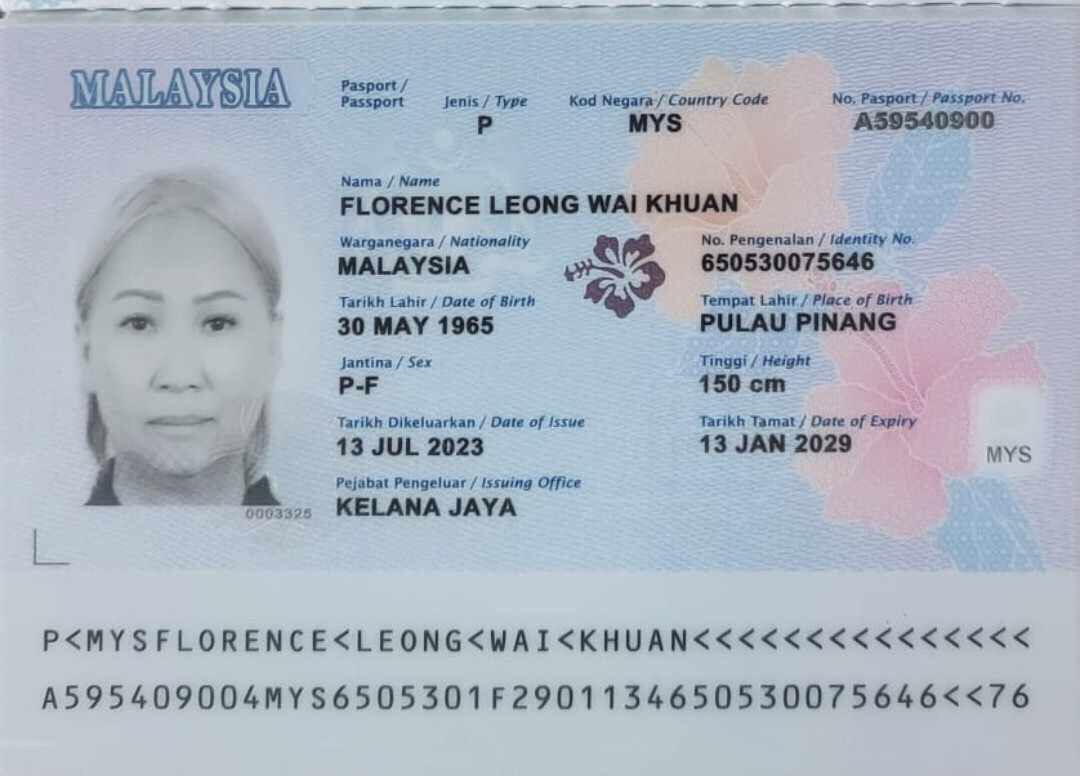 MALAYSIA
Pasport /
Passport
Jenis / Type
P
Kod Negara / Country Code
MYS
No. Pasport / Passport No.
A59540900
Nama / Name
FLORENCE LEONG WAI KHUAN
Warganegara / Nationality
MALAYSIA
No. Pengenalan / Identity No.
650530075646
Tarikh Lahir / Date of Birth
30 MAY 1965
Tempat Lahir / Place of Birth
PULAU PINANG
Jantina / Sex
P-F
Tinggi / Height
150 cm
Tarikh Dikeluarkan / Date of Issue
13 JUL 2023
Tarikh Tamat / Date of Expiry
13 JAN 2029
MYS
Pejabat Pengeluar / Issuing Office
KELANA JAYA
0003325
P<MYSFLORENCE<LEONG<WAI<KHUAN<<<<<<<<<<<<<<<
A595409004MYS6505301F2901134650530075646<<76